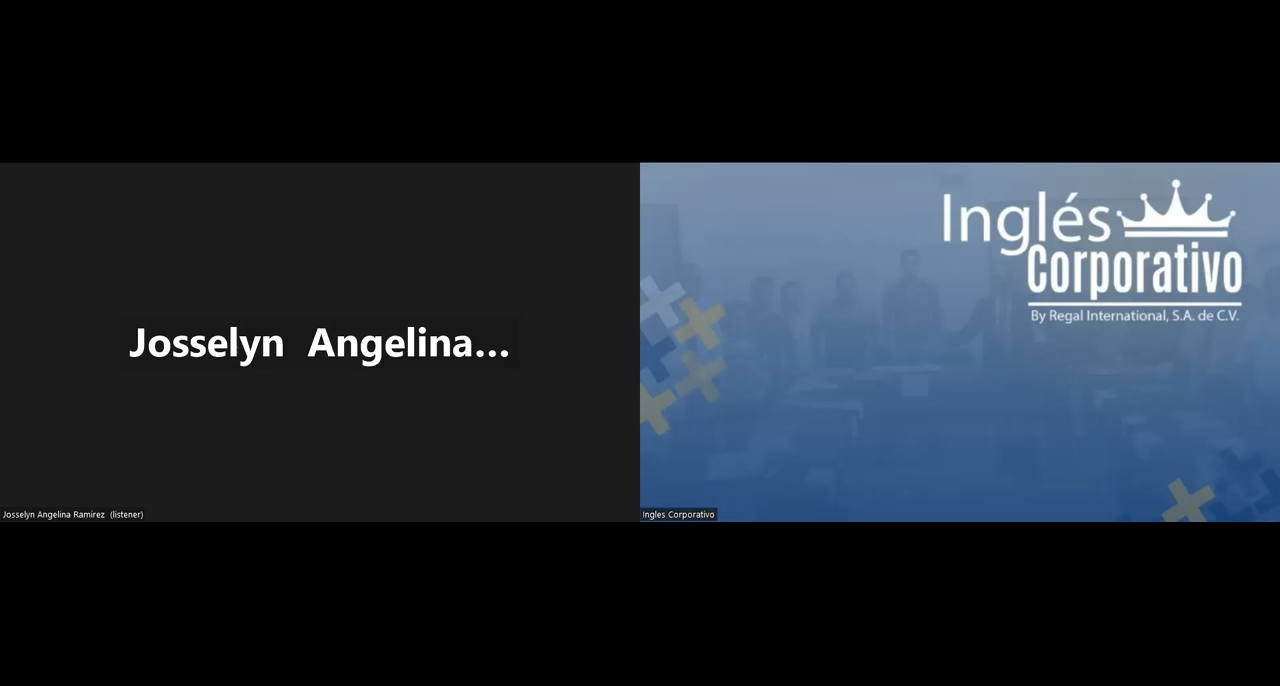 Josselyn Angelina...
Josselyn Angelina Ramirez (listener)
Inglés
Corporativo
By Regal International, S.A. de C.V.
Ingles Corporativo